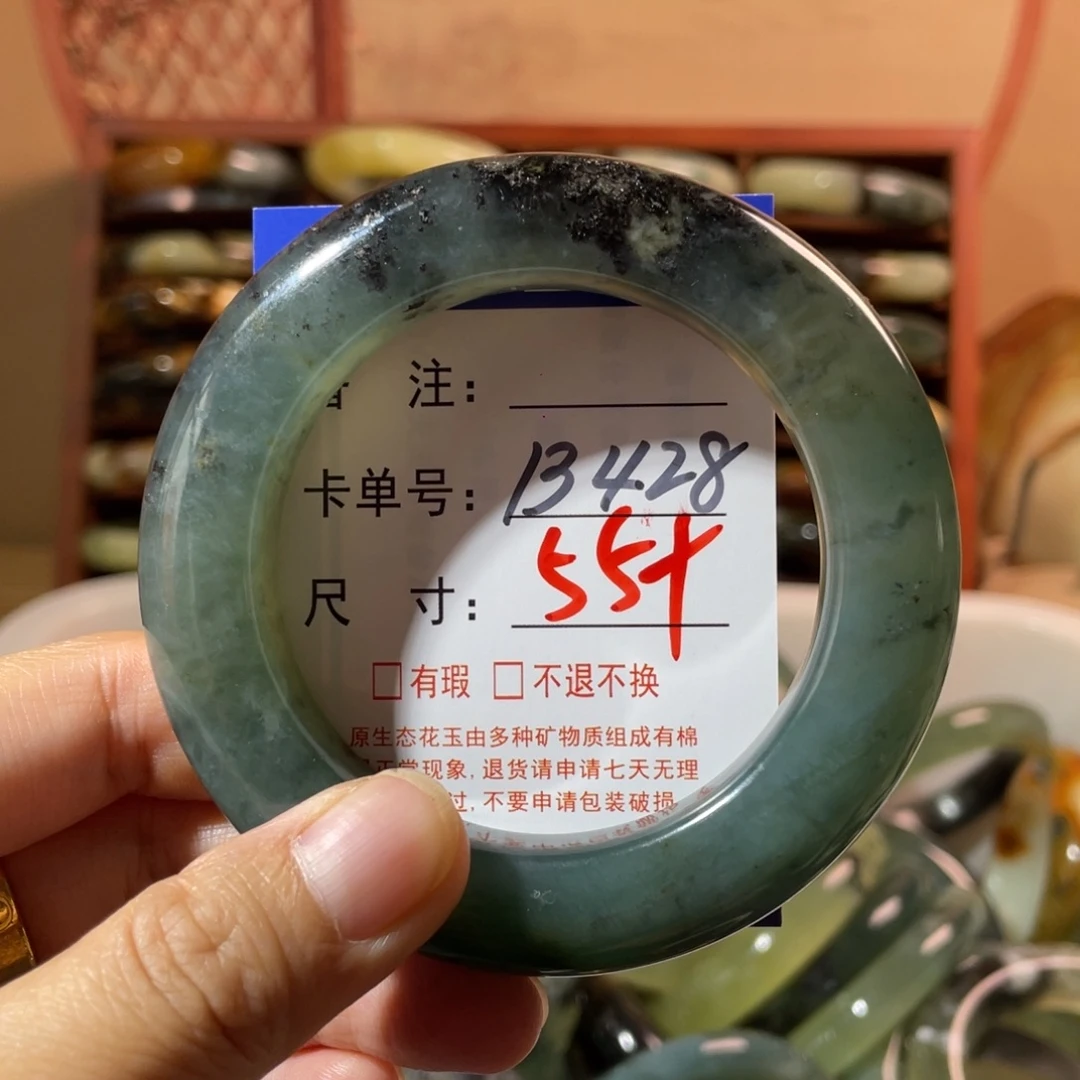 注：
卡单号：13428
尺寸：55+
□有瑕 □不退不换
原生态花玉由多种矿物质组成有棉
正常现象，退货请申请七天无理
过，不要申请包装破损